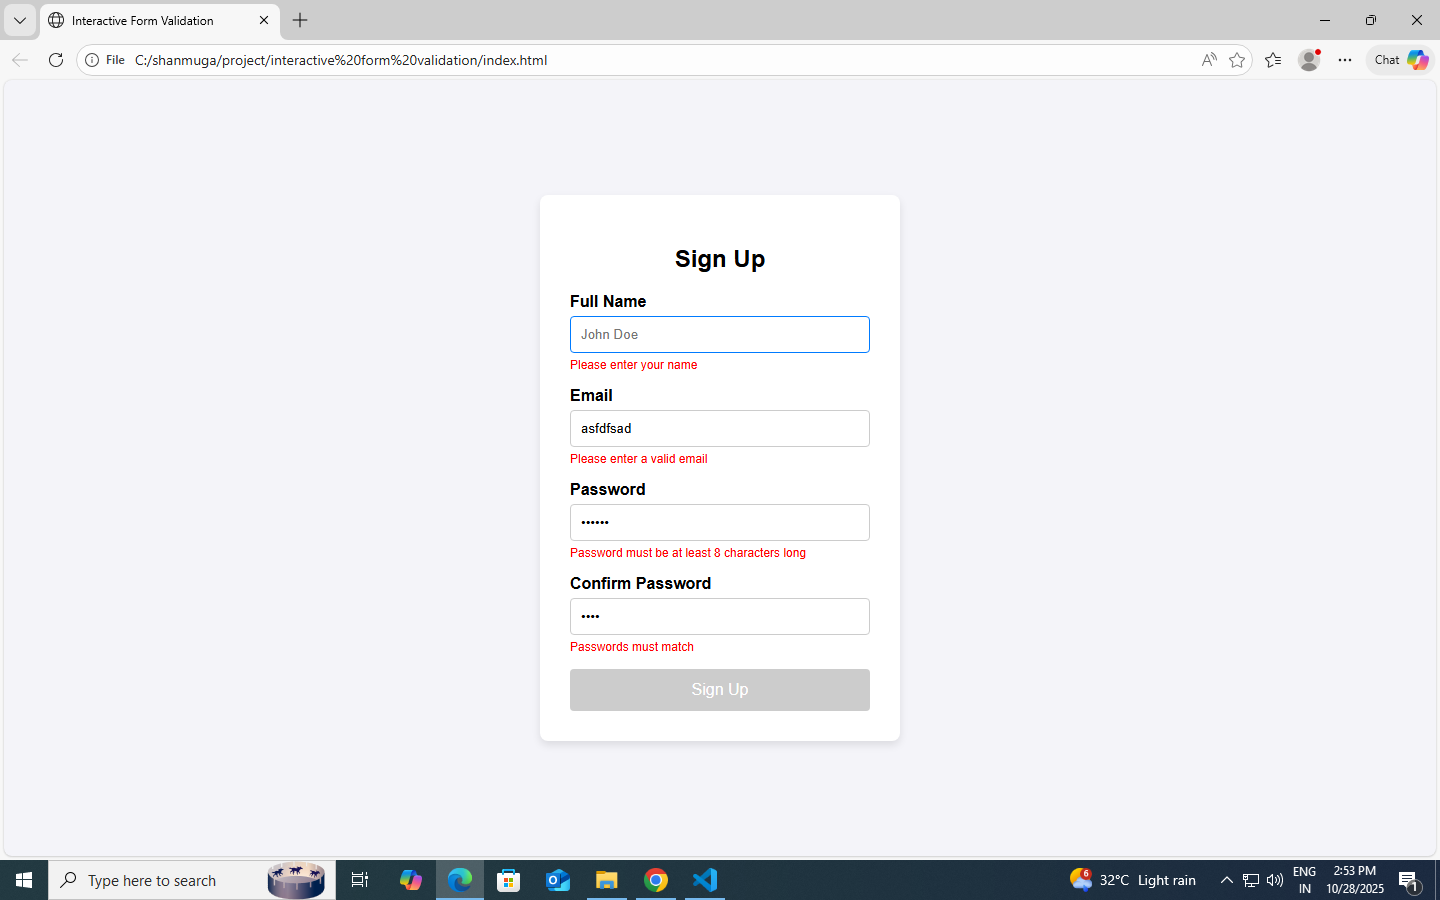 Interactive Form Validation
File C:/shanmuga/project/interactive%20form%20validation/index.html
Chat
Sign Up
Full Name
John Doe
Please enter your name
Email
asfdfsad
Please enter a valid email
Password
••••••
Password must be at least 8 characters long
Confirm Password
••••
Passwords must match
Sign Up
Type here to search
6
32°C Light rain
ENG
IN
2:53 PM
10/28/2025
1